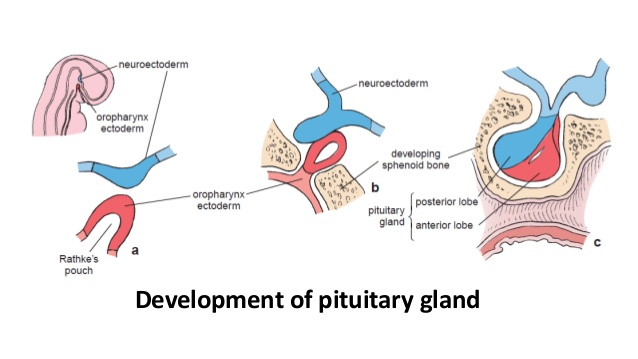 neuroectoderm
oropharynx
ectoderm
a
oropharynx
ectoderm
Rathke's
pouch
neuroectoderm
b
developing
sphenoid bone
pituitary
gland
posterior lobe
anterior lobe
c
Development of pituitary gland